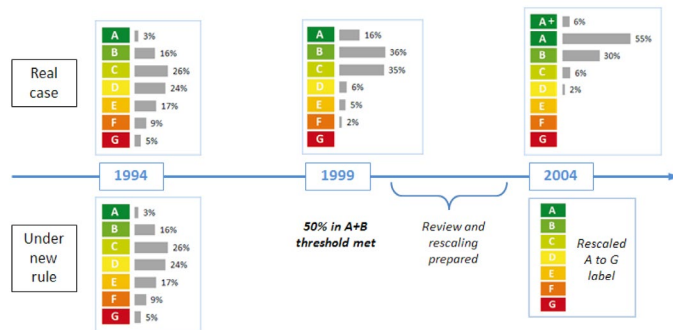 Real
case
A 3%
B 16%
C 26%
D 24%
E 17%
F 9%
G 5%
A 16%
B 36%
C 35%
D 6%
E 5%
F 2%
G
A+ 6%
A 55%
B 30%
C 6%
D 2%
E
F
G
1994
1999
2004
Under
new
rule
A 3%
B 16%
C 26%
D 24%
E 17%
F 9%
G 5%
50% in A+B
threshold met
Review and
rescaling
prepared
A
B
C
D
E
F
G
Rescaled
A to G
label